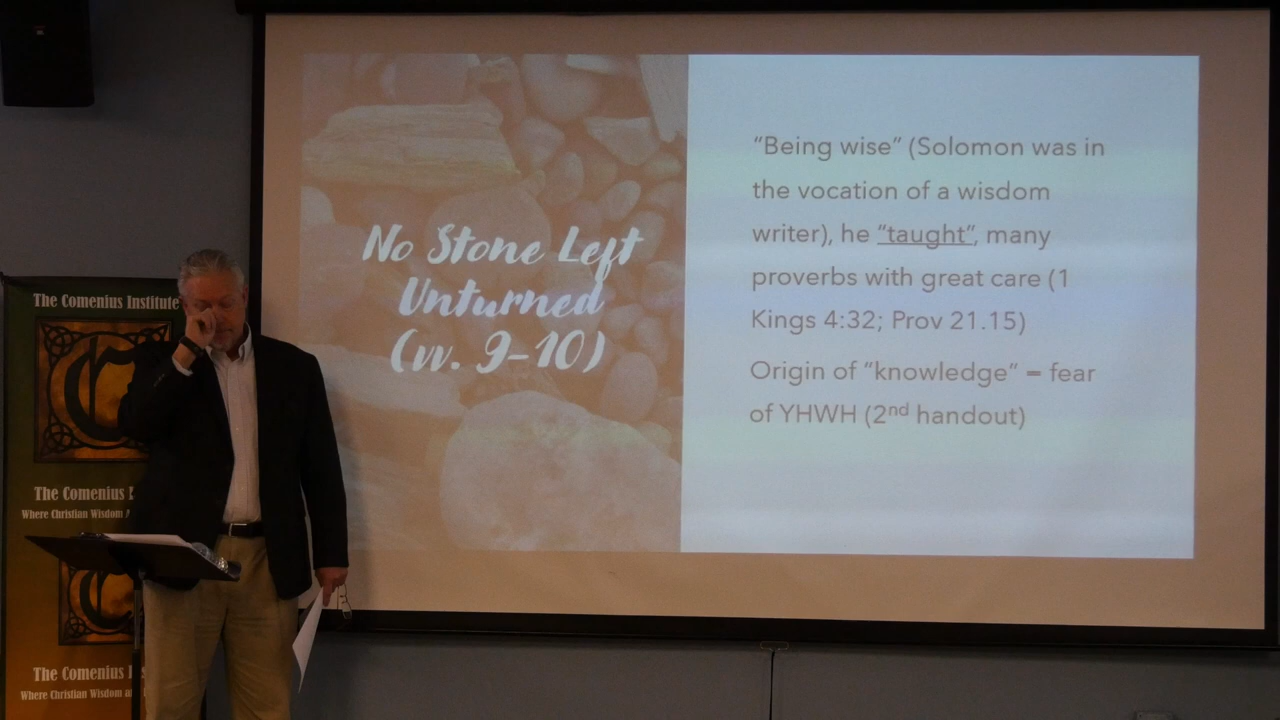 No Stone Left
Unturned
(vv. 9-10)
“Being wise” (Solomon was in
the vocation of a wisdom
writer), he “taught”, many
proverbs with great care (1
Kings 4:32; Prov 21.15)
Origin of “knowledge” = fear
of YHWH (2nd handout)
The Comenius Institute
The Comenius
Where Christian Wisdom
The Comenius
Where Christian Wisdom